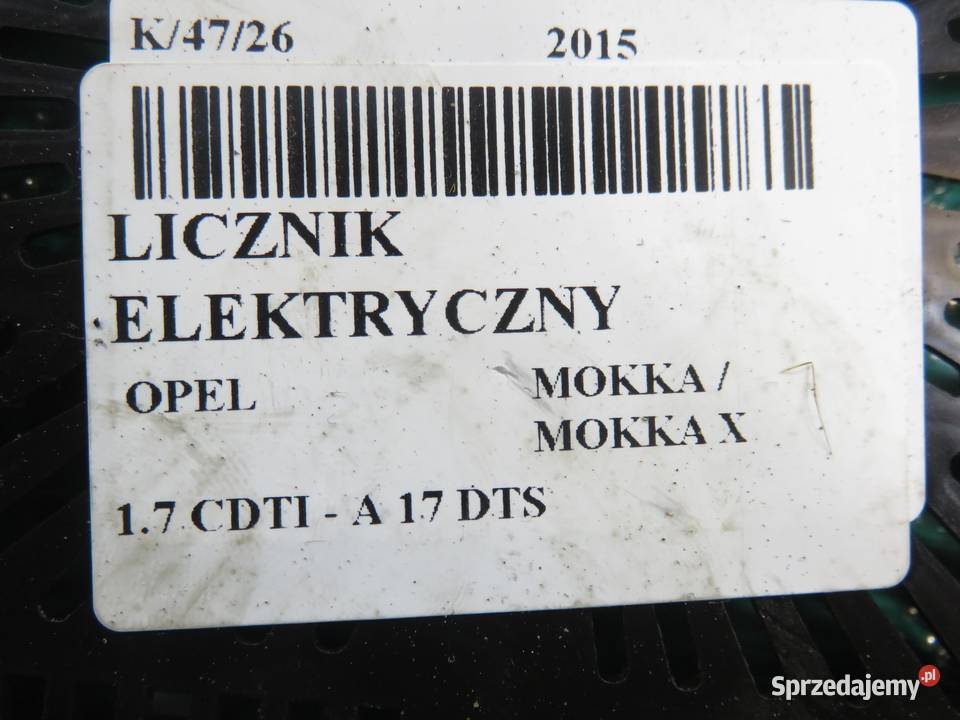 K/47/26 2015
LICZNIK
ELEKTRYCZNY
OPEL MOKKA /
MOKKA X
1.7 CDTI - A 17 DTS
Sprzedajemy.pl